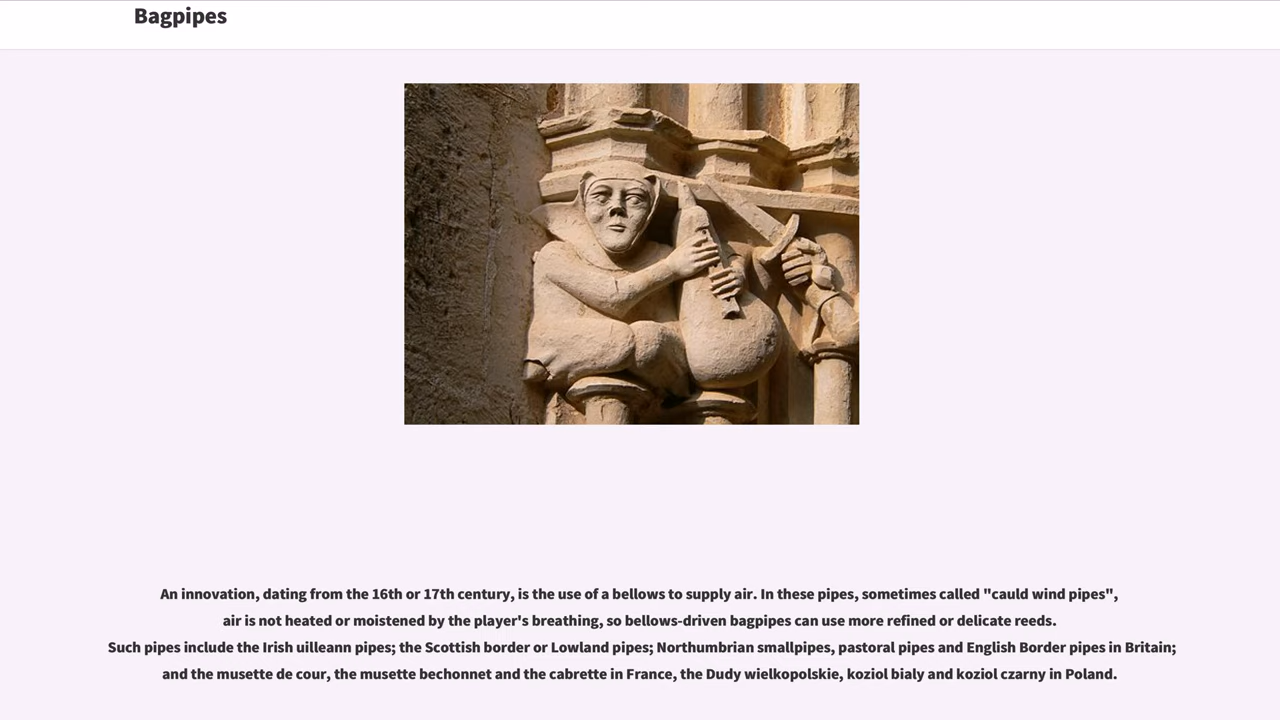 Bagpipes
An innovation, dating from the 16th or 17th century, is the use of a bellows to supply air. In these pipes, sometimes called "cauld wind pipes",
air is not heated or moistened by the player's breathing, so bellows-driven bagpipes can use more refined or delicate reeds.
Such pipes include the Irish uilleann pipes; the Scottish border or Lowland pipes; Northumbrian smallpipes, pastoral pipes and English Border pipes in Britain;
and the musette de cour, the musette bechonnet and the cabrette in France, the Dudy wielkopolskie, koziol bialy and koziol czarny in Poland.